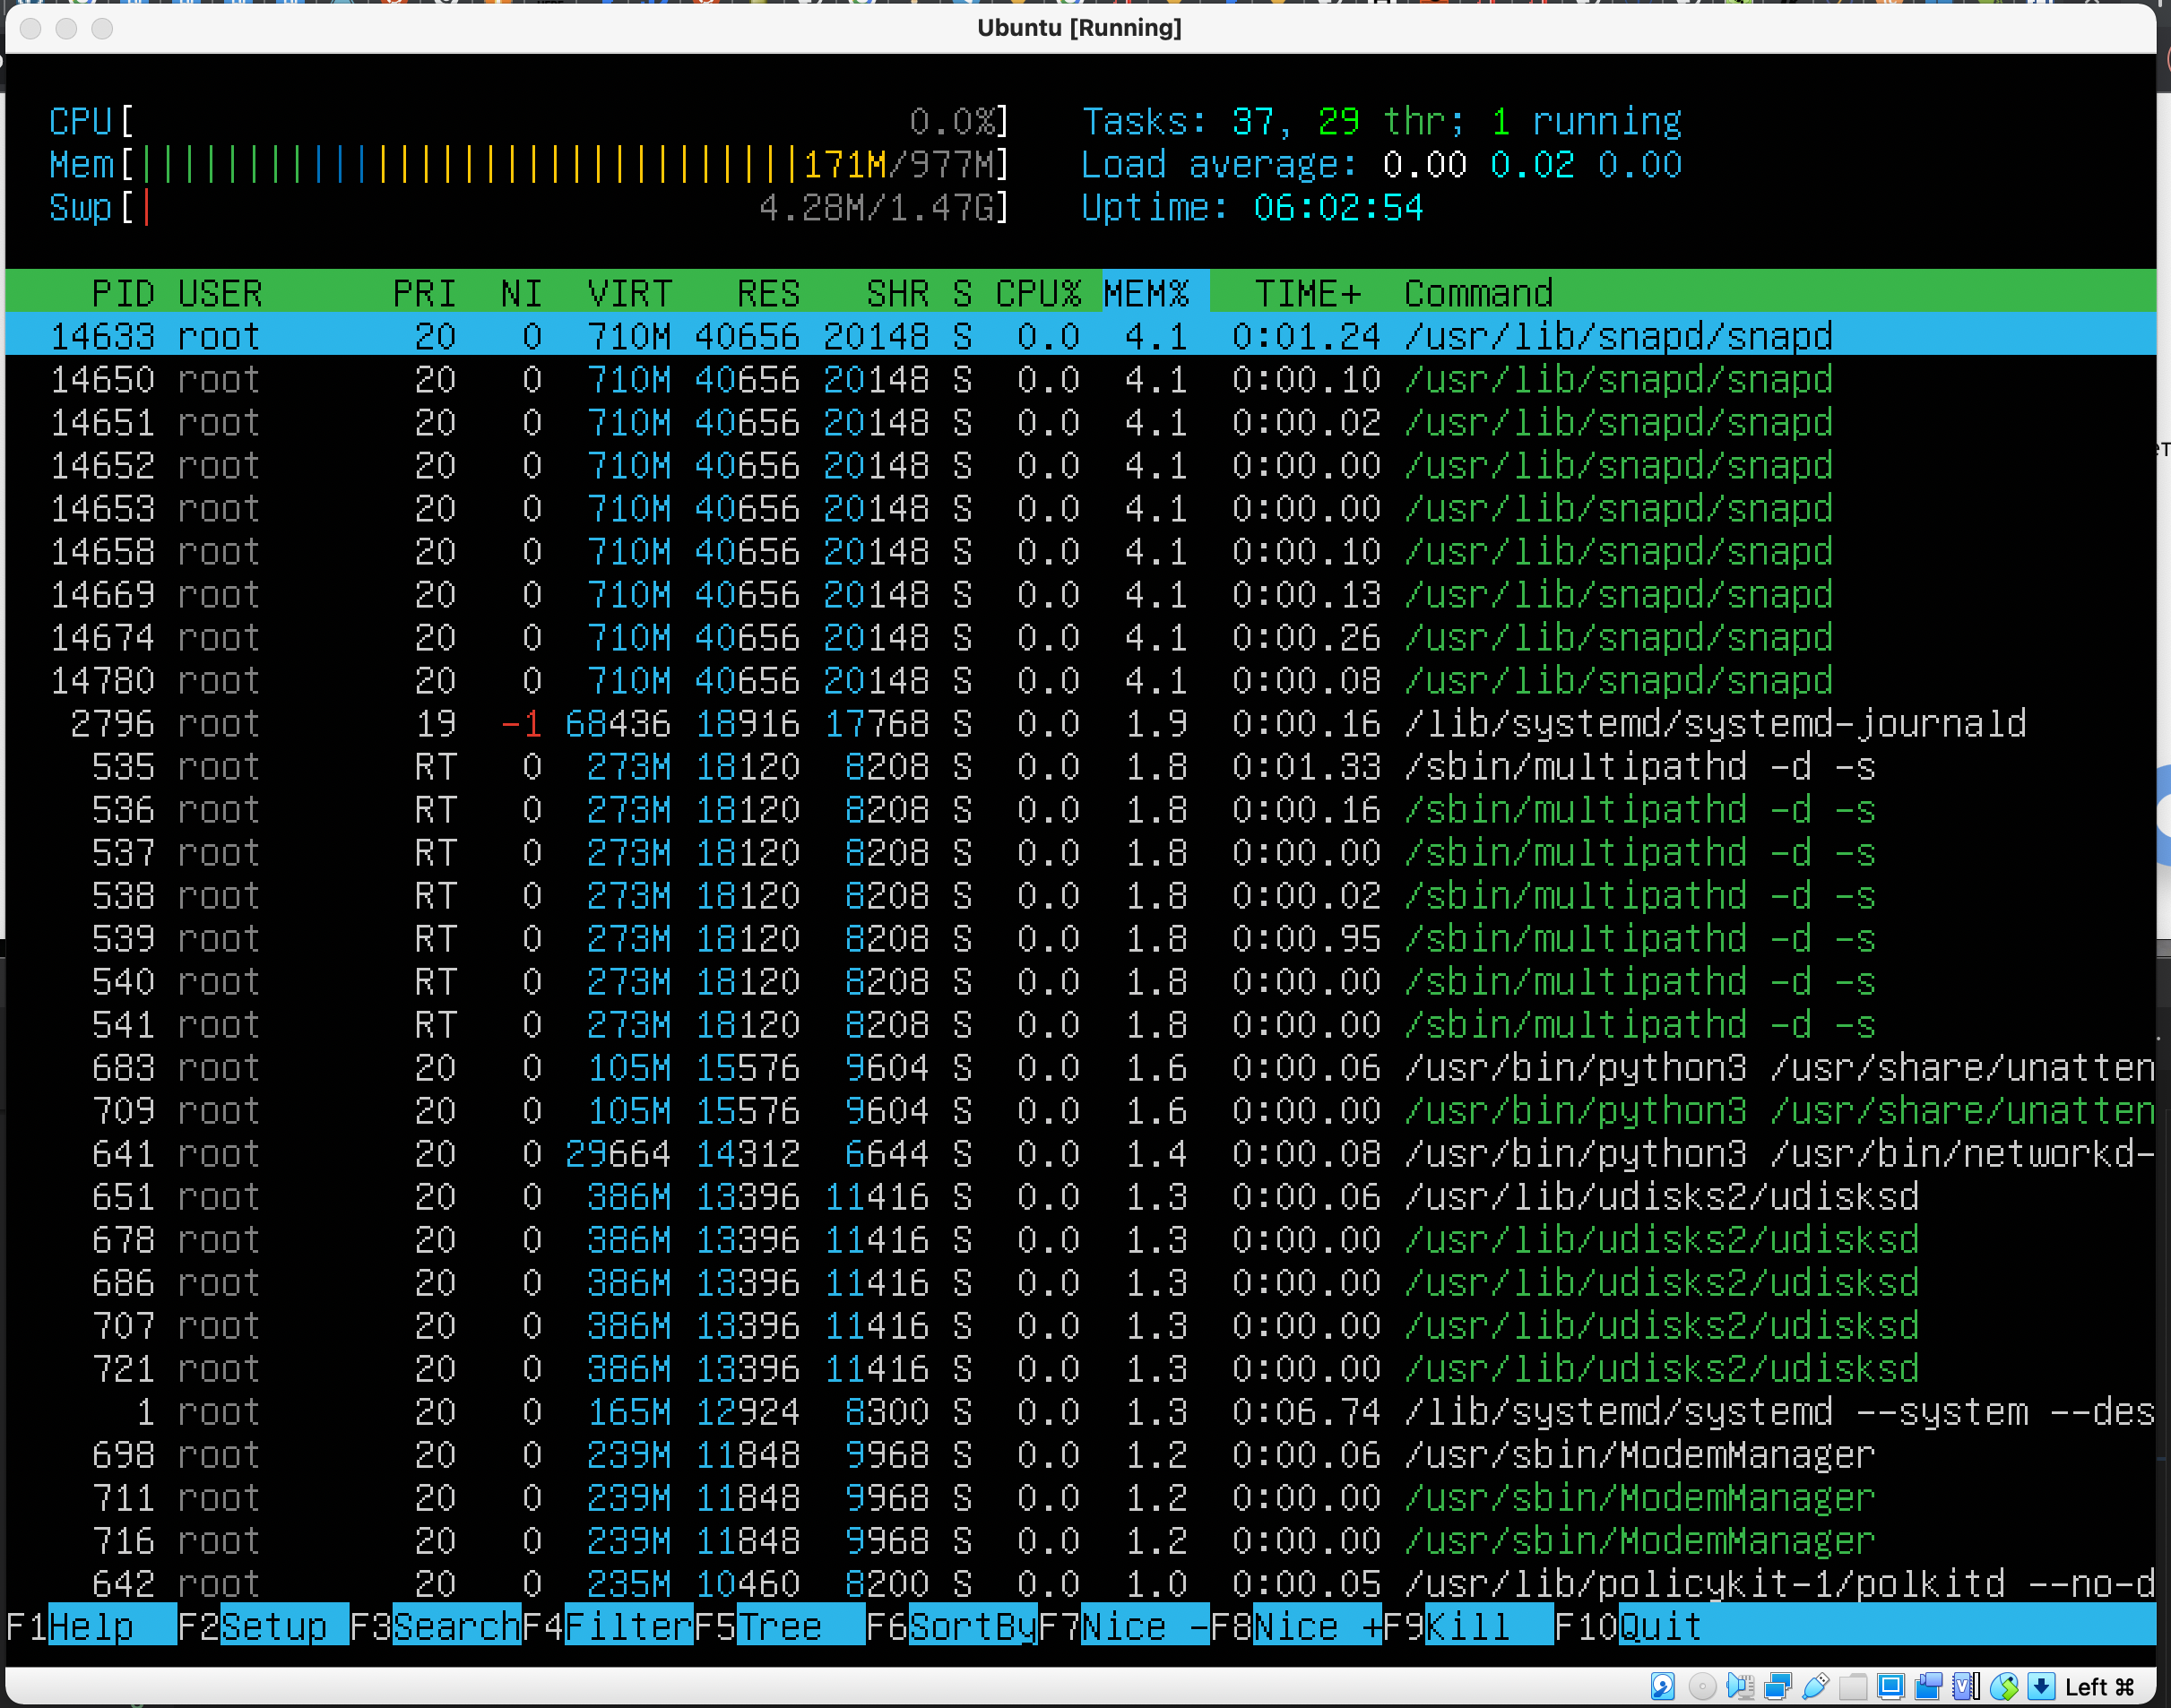 Ubuntu [Running]
CPU[ 0.0%] Tasks: 37, 29 thr; 1 running
Mem[|||||||||||||||||||||||||||||||171M/977M] Load average: 0.00 0.02 0.00
Swp[| 4.28M/1.47G] Uptime: 06:02:54
PID USER PRI NI VIRT RES SHR S CPU% MEM% TIME+ Command
14633 root 20 0 710M 40656 20148 S 0.0 4.1 0:01.24 /usr/lib/snapd/snapd
14650 root 20 0 710M 40656 20148 S 0.0 4.1 0:00.10 /usr/lib/snapd/snapd
14651 root 20 0 710M 40656 20148 S 0.0 4.1 0:00.02 /usr/lib/snapd/snapd
14652 root 20 0 710M 40656 20148 S 0.0 4.1 0:00.00 /usr/lib/snapd/snapd
14653 root 20 0 710M 40656 20148 S 0.0 4.1 0:00.00 /usr/lib/snapd/snapd
14658 root 20 0 710M 40656 20148 S 0.0 4.1 0:00.10 /usr/lib/snapd/snapd
14669 root 20 0 710M 40656 20148 S 0.0 4.1 0:00.13 /usr/lib/snapd/snapd
14674 root 20 0 710M 40656 20148 S 0.0 4.1 0:00.26 /usr/lib/snapd/snapd
14780 root 20 0 710M 40656 20148 S 0.0 4.1 0:00.08 /usr/lib/snapd/snapd
2796 root 19 -1 68436 18916 17768 S 0.0 1.9 0:00.16 /lib/systemd/systemd-journald
535 root RT 0 273M 18120 8208 S 0.0 1.8 0:01.33 /sbin/multipathd -d -s
536 root RT 0 273M 18120 8208 S 0.0 1.8 0:00.16 /sbin/multipathd -d -s
537 root RT 0 273M 18120 8208 S 0.0 1.8 0:00.00 /sbin/multipathd -d -s
538 root RT 0 273M 18120 8208 S 0.0 1.8 0:00.02 /sbin/multipathd -d -s
539 root RT 0 273M 18120 8208 S 0.0 1.8 0:00.95 /sbin/multipathd -d -s
540 root RT 0 273M 18120 8208 S 0.0 1.8 0:00.00 /sbin/multipathd -d -s
541 root RT 0 273M 18120 8208 S 0.0 1.8 0:00.00 /sbin/multipathd -d -s
683 root 20 0 105M 15576 9604 S 0.0 1.6 0:00.06 /usr/bin/python3 /usr/share/unatten
709 root 20 0 105M 15576 9604 S 0.0 1.6 0:00.00 /usr/bin/python3 /usr/share/unatten
641 root 20 0 29664 14312 6644 S 0.0 1.4 0:00.08 /usr/bin/python3 /usr/bin/networkd-
651 root 20 0 386M 13396 11416 S 0.0 1.3 0:00.06 /usr/lib/udisks2/udisksd
678 root 20 0 386M 13396 11416 S 0.0 1.3 0:00.00 /usr/lib/udisks2/udisksd
686 root 20 0 386M 13396 11416 S 0.0 1.3 0:00.00 /usr/lib/udisks2/udisksd
707 root 20 0 386M 13396 11416 S 0.0 1.3 0:00.00 /usr/lib/udisks2/udisksd
721 root 20 0 386M 13396 11416 S 0.0 1.3 0:00.00 /usr/lib/udisks2/udisksd
1 root 20 0 165M 12924 8300 S 0.0 1.3 0:06.74 /lib/systemd/systemd --system --des
698 root 20 0 239M 11848 9968 S 0.0 1.2 0:00.06 /usr/sbin/ModemManager
711 root 20 0 239M 11848 9968 S 0.0 1.2 0:00.00 /usr/sbin/ModemManager
716 root 20 0 239M 11848 9968 S 0.0 1.2 0:00.00 /usr/sbin/ModemManager
642 root 20 0 235M 10460 8200 S 0.0 1.0 0:00.05 /usr/lib/policykit-1/polkitd --no-d
F1Help F2Setup F3SearchF4FilterF5Tree F6SortByF7Nice -F8Nice +F9Kill F10Quit
Left ⌘